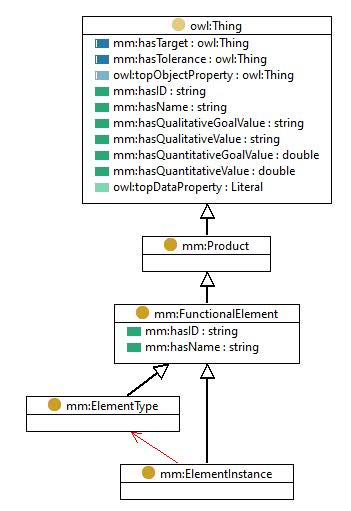 owl:Thing
mm:hasTarget : owl:Thing
mm:hasTolerance : owl:Thing
owl:topObjectProperty : owl:Thing
mm:hasID : string
mm:hasName : string
mm:hasQualitativeGoalValue : string
mm:hasQualitativeValue : string
mm:hasQuantitativeGoalValue : double
mm:hasQuantitativeValue : double
owl:topDataProperty : Literal
mm:Product
mm:FunctionalElement
mm:hasID : string
mm:hasName : string
mm:ElementType
mm:ElementInstance